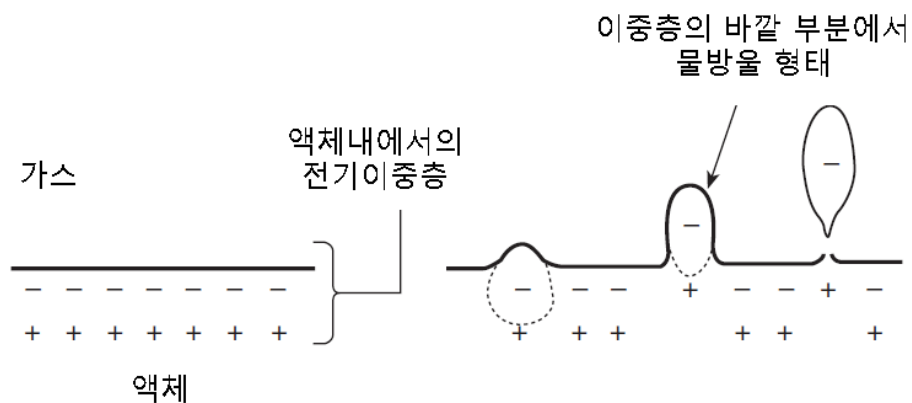 이중층의 바깥 부분에서
물방울 형태
액체내에서의
전기이중층
가스
− − − − − − −
+ + + + + + +
액체
−
−
− − − + − − + −
+ + + + + +